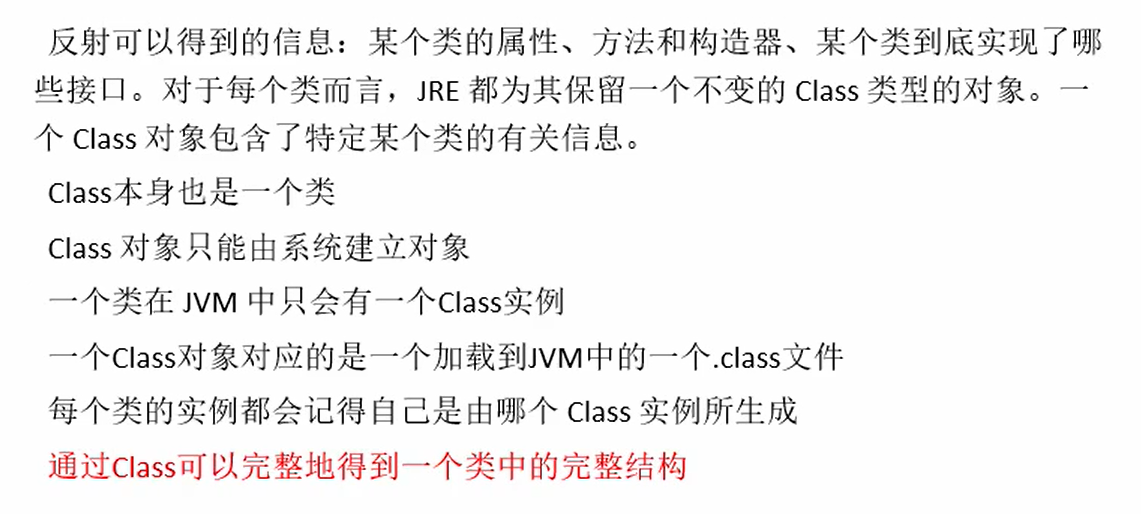 反射可以得到的信息：某个类的属性、方法和构造器、某个类到底实现了哪
些接口。对于每个类而言，JRE 都为其保留一个不变的 Class 类型的对象。一
个 Class 对象包含了特定某个类的有关信息。
Class本身也是一个类
Class 对象只能由系统建立对象
一个类在 JVM 中只会有一个Class实例
一个Class对象对应的是一个加载到JVM中的一个.class文件
每个类的实例都会记得自己是由哪个 Class 实例所生成
通过Class可以完整地得到一个类中的完整结构